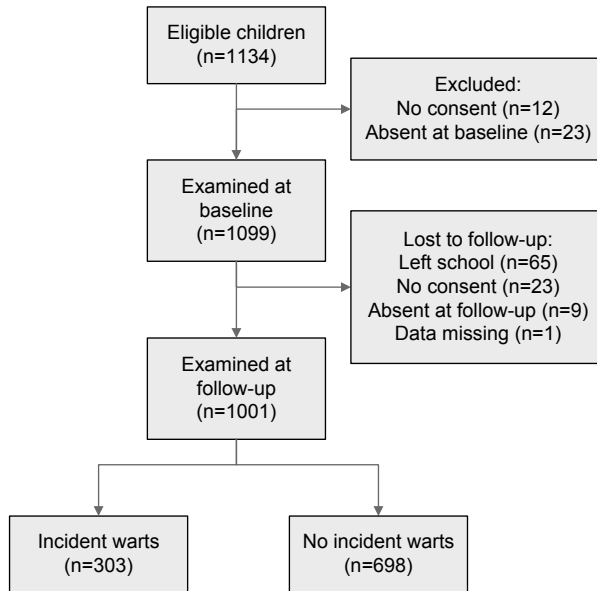 Eligible children
(n=1134)
Excluded:
No consent (n=12)
Absent at baseline (n=23)
Examined at
baseline
(n=1099)
Lost to follow-up:
Left school (n=65)
No consent (n=23)
Absent at follow-up (n=9)
Data missing (n=1)
Examined at
follow-up
(n=1001)
Incident warts
(n=303)
No incident warts
(n=698)